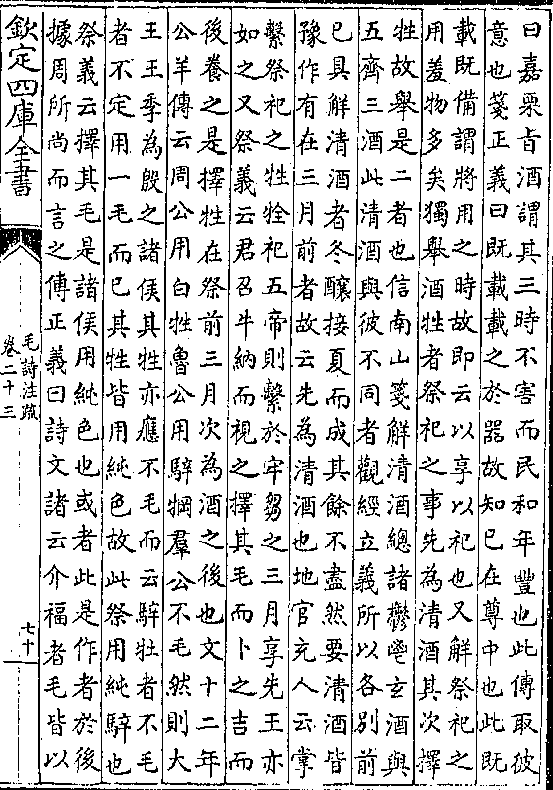 曰嘉栗旨酒謂其三時不害而民和年豐也此傳取彼
意也箋正義曰既載載之於器故知已在尊中也此既
載既備謂將用之時故即云以享以祀也又解祭祀之
用羞物多矣獨舉酒牲者祭祀之事先為清酒其次擇
牲故舉是二者也信南山箋解清酒總諸鬱鬯玄酒與
五齊三酒此清酒與彼不同者觀經立義所以各别前
已具解清酒者冬釀接夏而成其餘不盡然要清酒皆
豫作有在三月前者故云先為清酒也地官充人云掌
繫祭祀之牲牷祀五帝則繫於牢芻之三月享先王亦
如之又祭義云君召牛納而視之擇其毛而卜之吉而
後養之是擇牲在祭前三月次為酒之後也文十二年
公羊傳云周公用白牲魯公用騂犅羣公不毛然則大
王王季為殷之諸侯其牲亦應不毛而云騂牡者不毛
者不定用一毛而已其牲皆用純色故此祭用純騂也
祭義云擇其毛是諸侯用純色也或者此是作者於後
據周所尚而言之傳正義曰詩文諸云介福者毛皆以
欽定四庫全書
毛詩注疏
卷二十三
七十